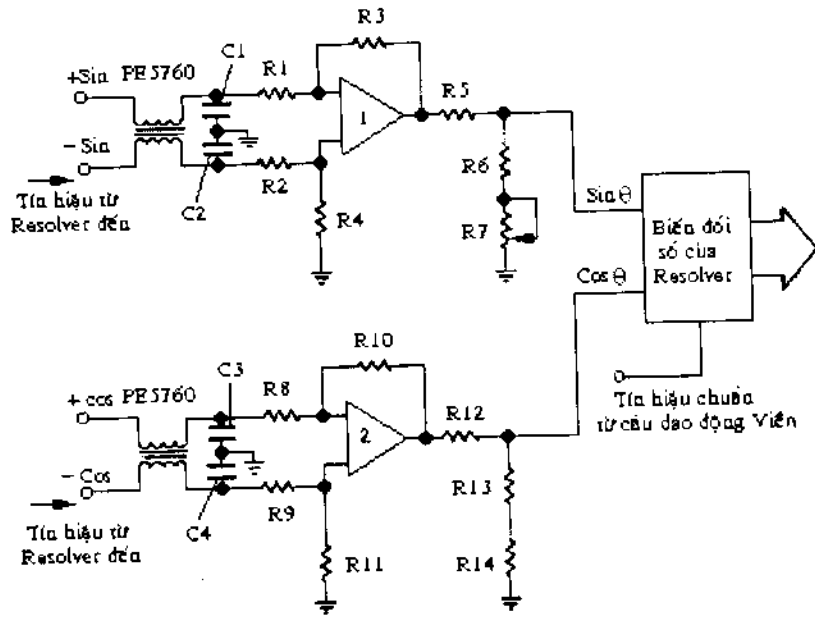 R3
C1
+Sin PE5760
R1
R5
1
- Sin
R2
R6
Tín hiệu từ
Resolver đến
C2
R4
R7
Sin θ
Biến đổi
số của
Resolver
Cos θ
R10
C3
+ cos PE5760
R8
R12
Tín hiệu chuẩn
từ cầu dao động Viên
2
- Cos
R9
R13
C4
Tín hiệu từ
Resolver đến
R11
R14